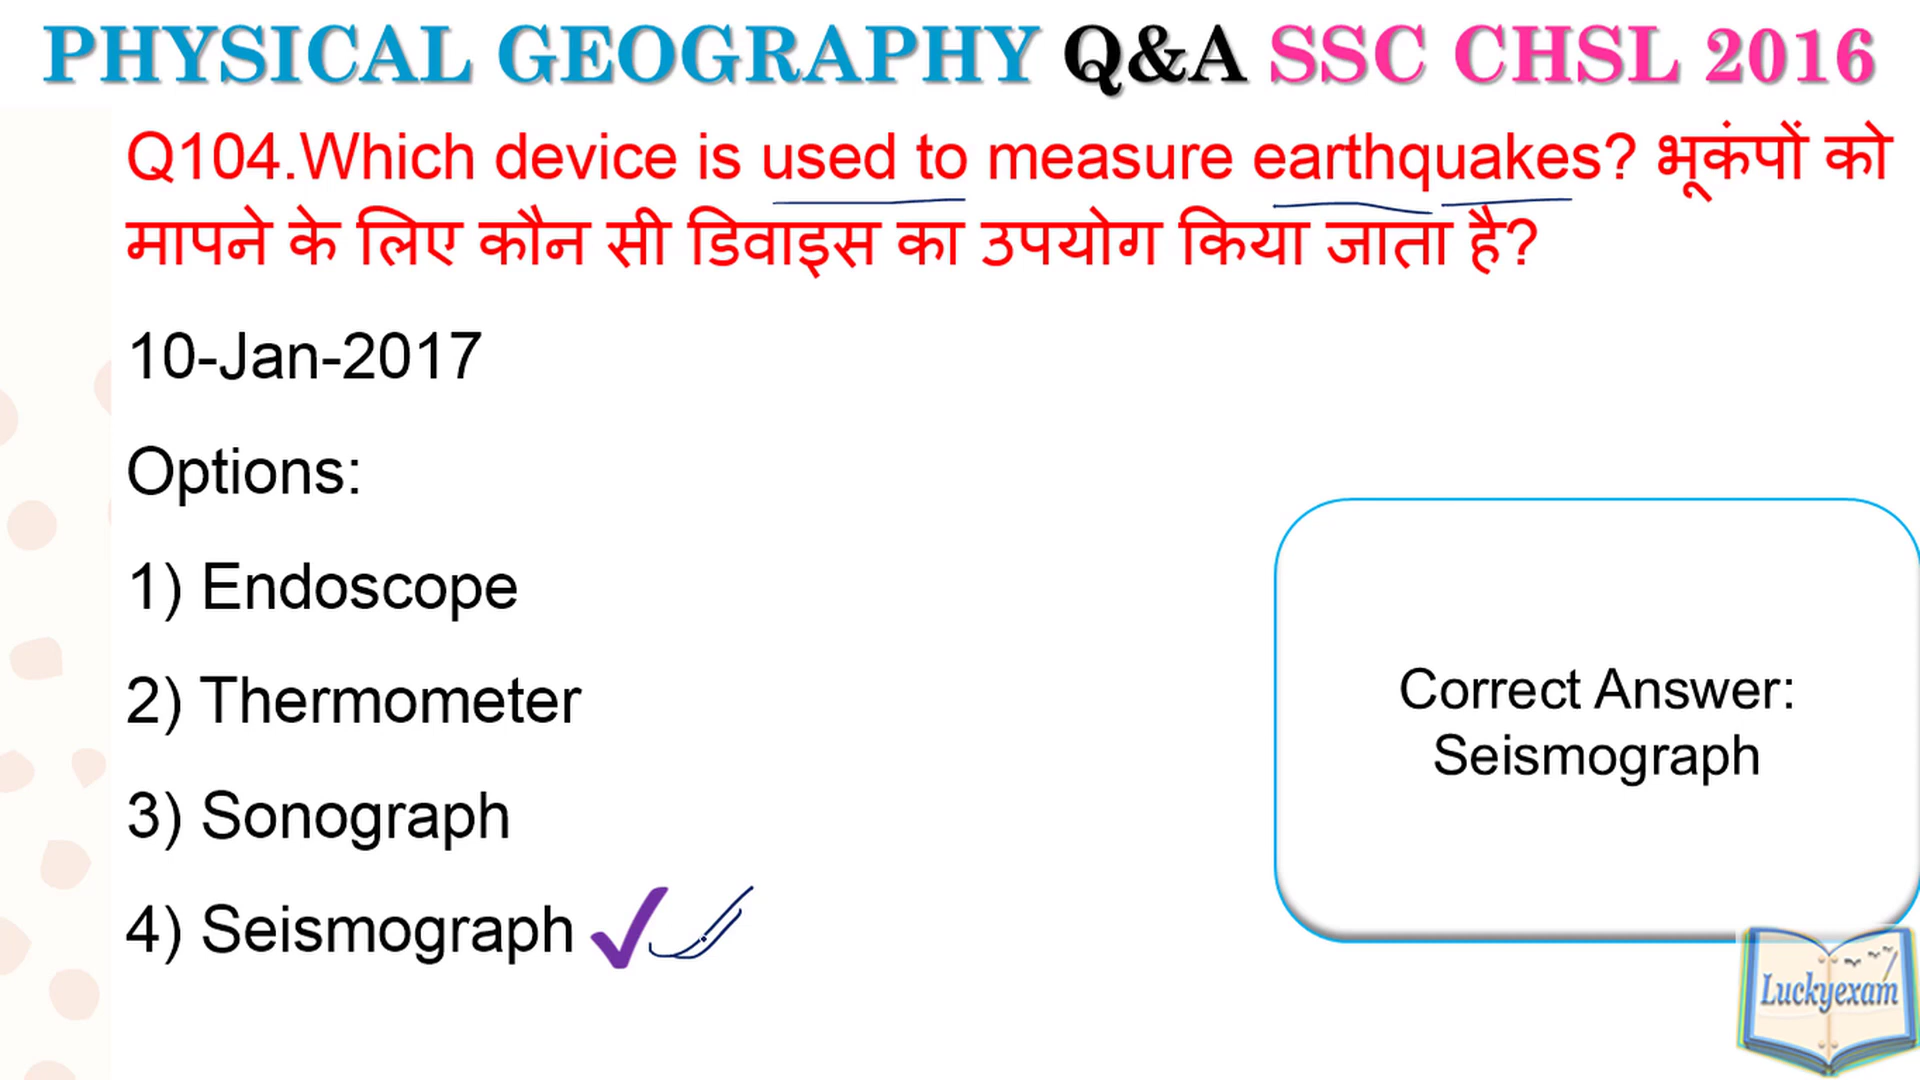 PHYSICAL GEOGRAPHY Q&A SSC CHSL 2016
Q104.Which device is used to measure earthquakes? भूकंपों को
मापने के लिए कौन सी डिवाइस का उपयोग किया जाता है?
10-Jan-2017
Options:
1) Endoscope
2) Thermometer
3) Sonograph
4) Seismograph
Correct Answer:
Seismograph
Luckyexam